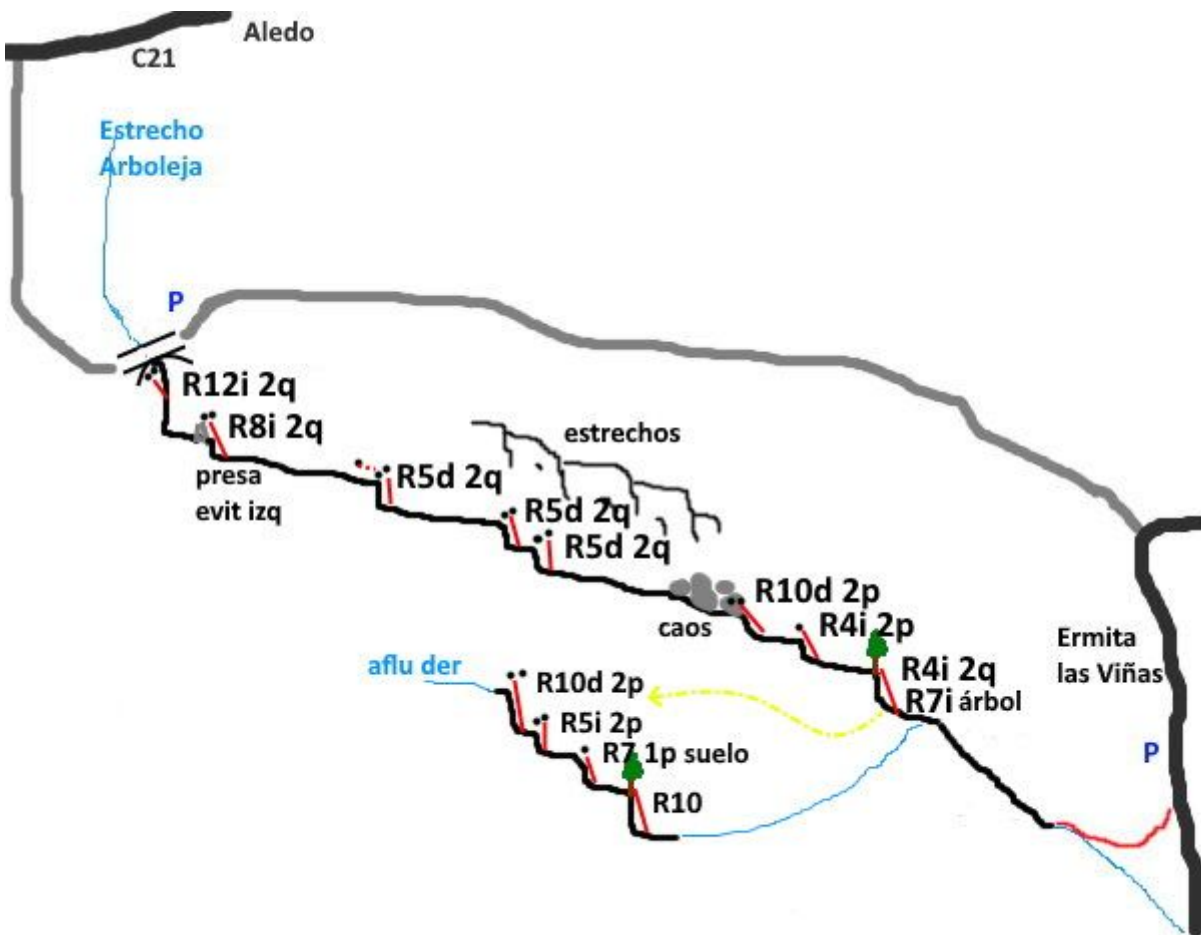 Aledo
C21
Estrecho
Arboleja
P
R12i 2q
R8i 2q
presa
evit izq
R5d 2q
estrechos
R5d 2q
R5d 2q
caos
R10d 2p
R4i 2p
R4i 2q
R7i árbol
Ermita
las Viñas
P
aflu der
R10d 2p
R5i 2p
R7 1p suelo
R10